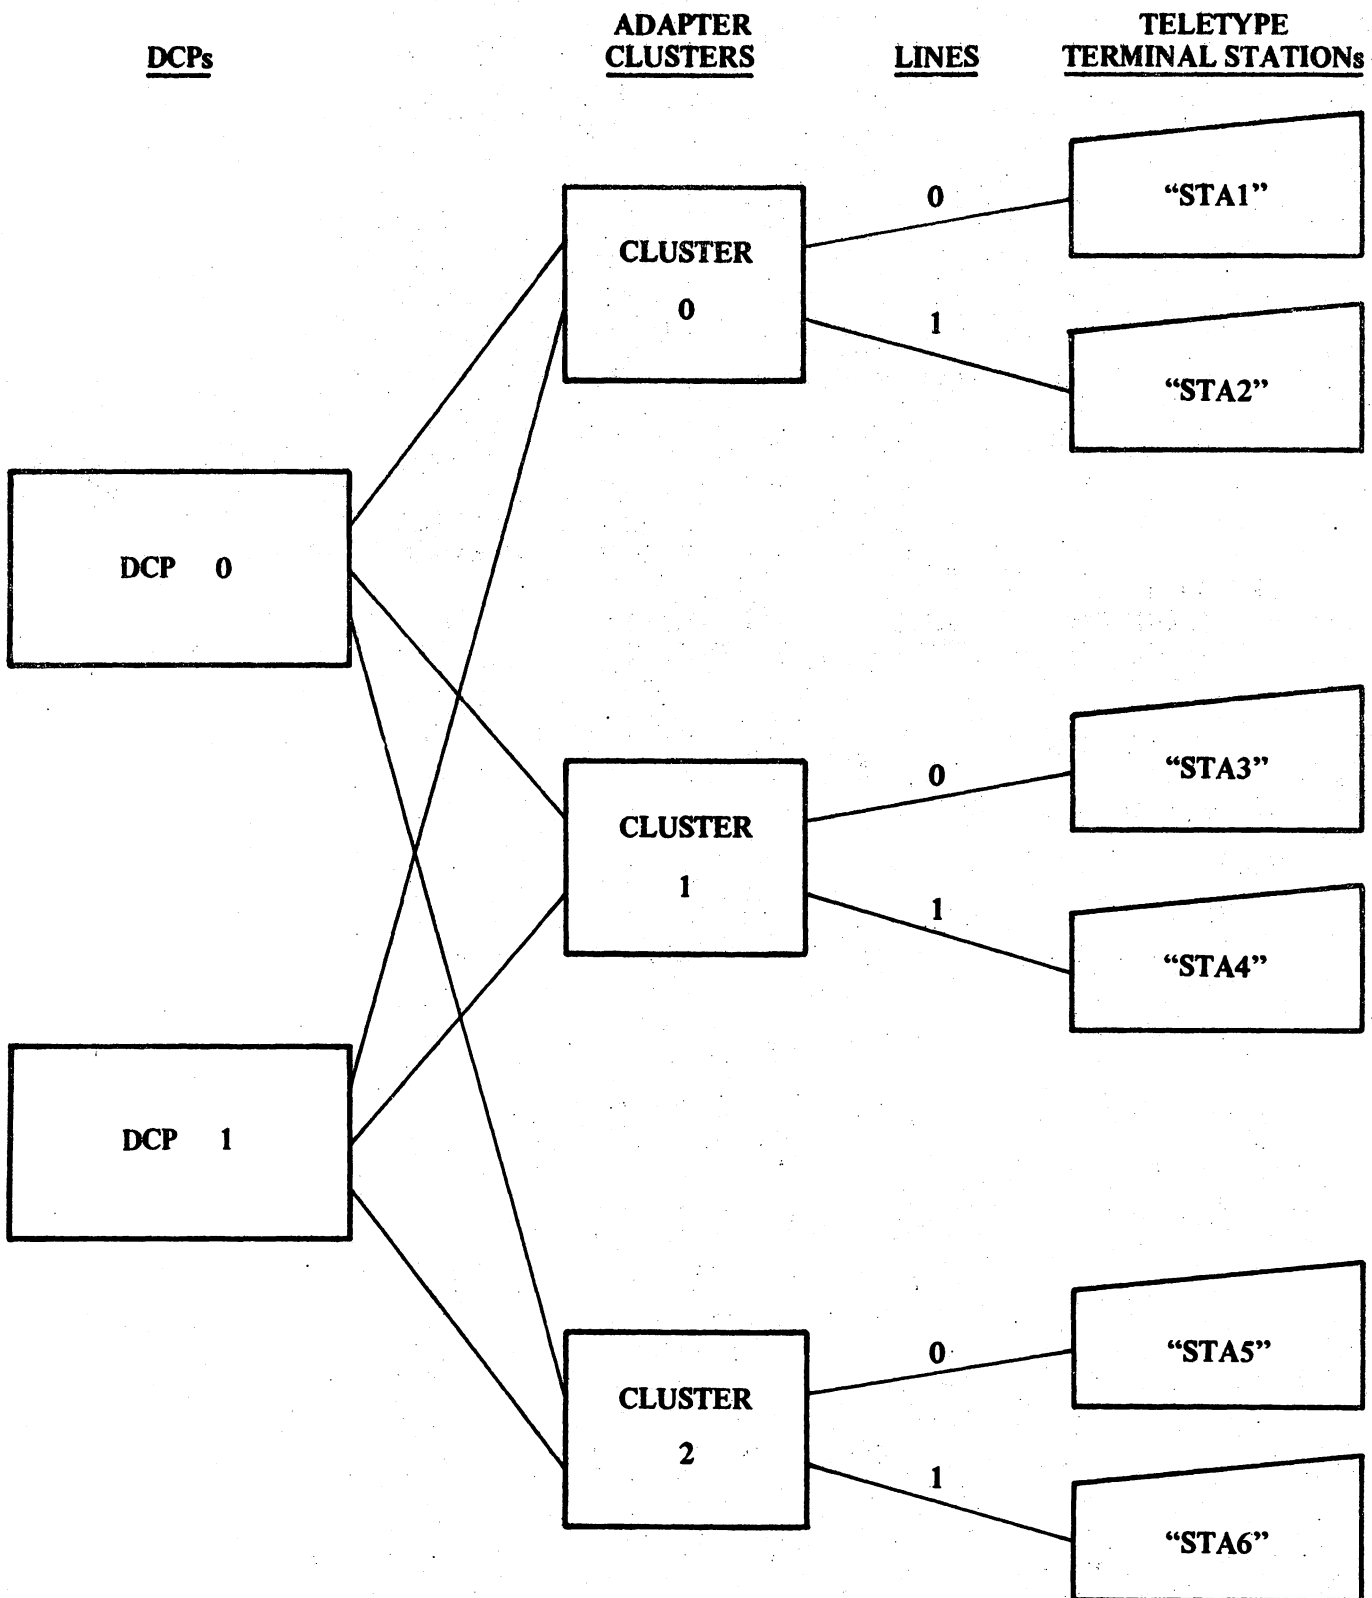 DCPs
ADAPTER
CLUSTERS
LINES
TELETYPE
TERMINAL STATIONs
CLUSTER
0
0
1
“STA1”
“STA2”
DCP 0
CLUSTER
1
0
1
“STA3”
“STA4”
DCP 1
CLUSTER
2
0
1
“STA5”
“STA6”